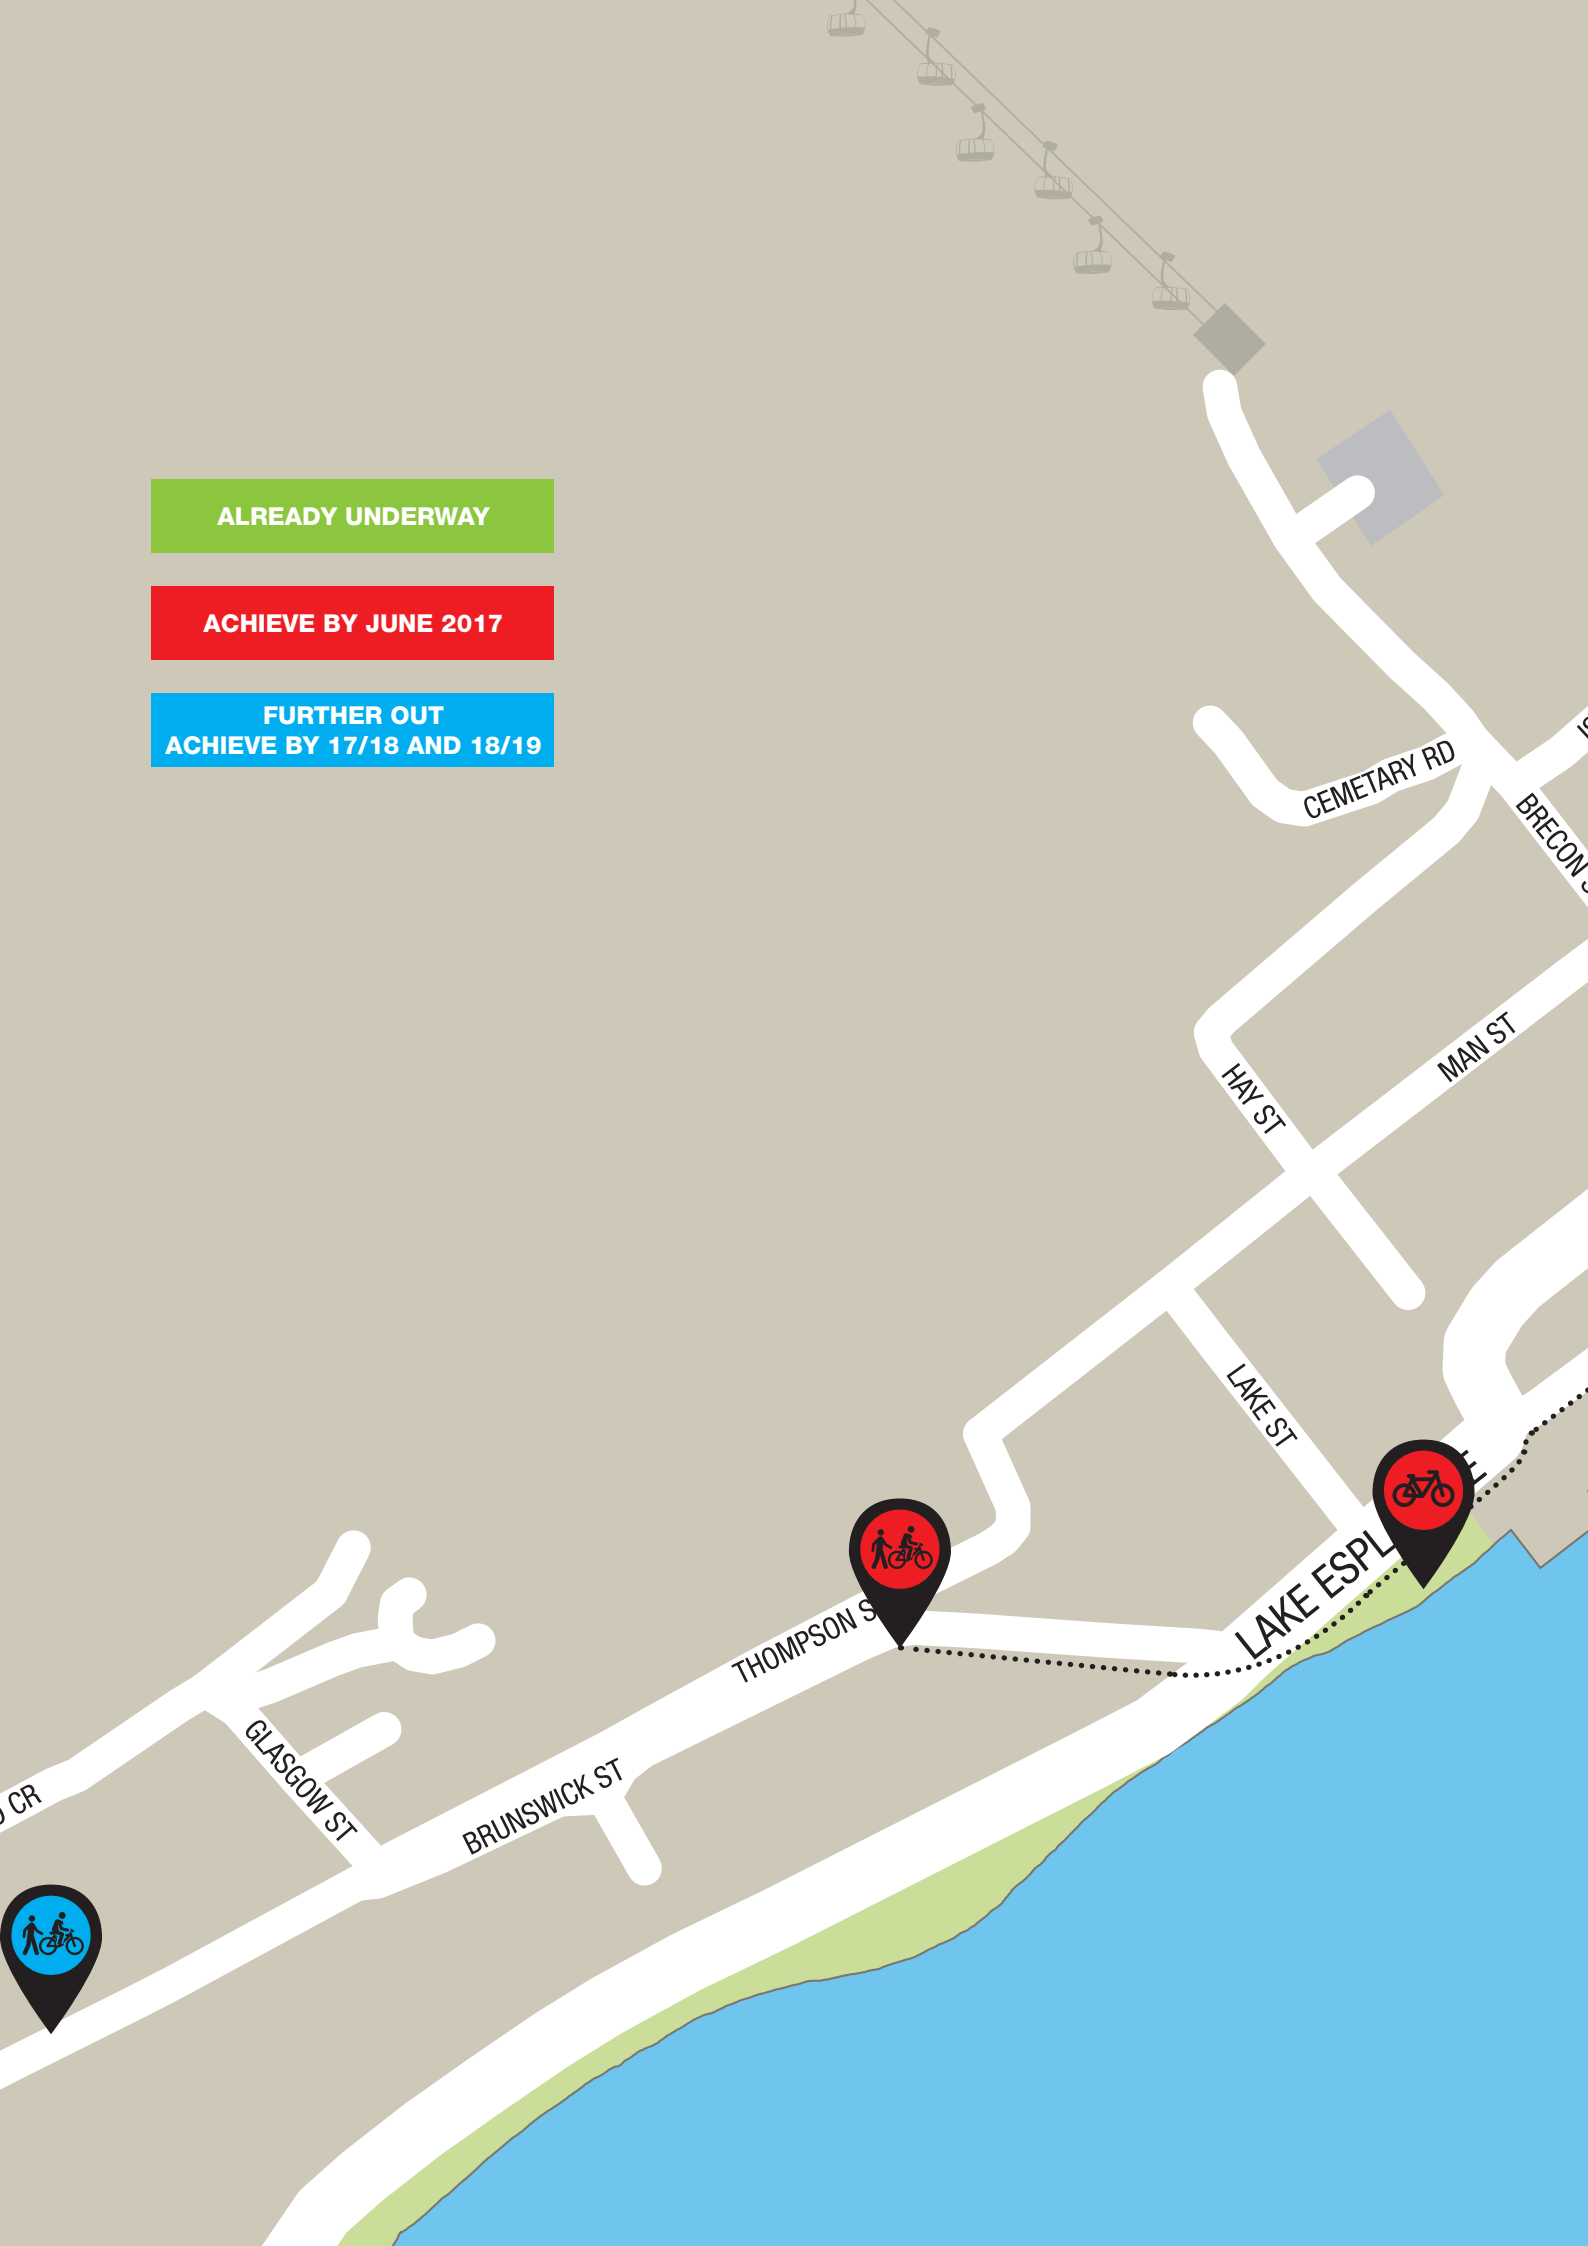 ALREADY UNDERWAY
ACHIEVE BY JUNE 2017
FURTHER OUT
ACHIEVE BY 17/18 AND 18/19
CEMETARY RD
BRECON
MAN ST
HAY ST
LAKE ST
LAKE ESPL
THOMPSON S
BRUNSWICK ST
GLASGOW ST
CR